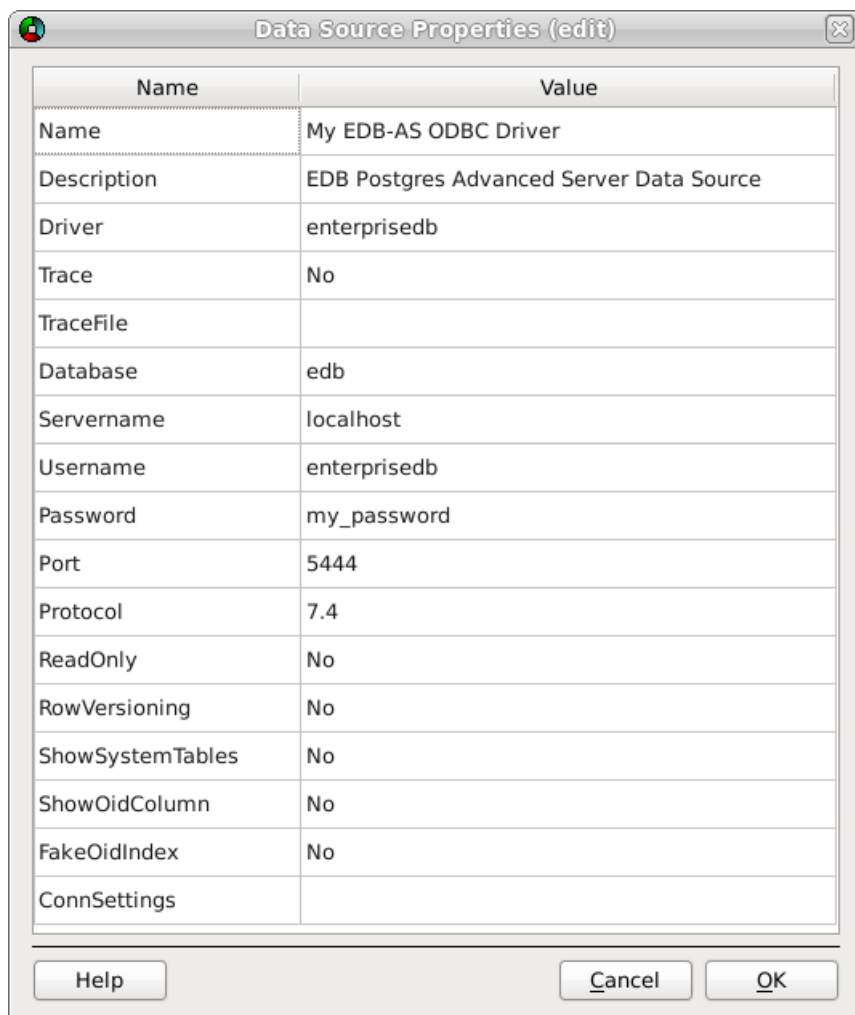 Data Source Properties (edit)
Name Value
Name My EDB-AS ODBC Driver
Description EDB Postgres Advanced Server Data Source
Driver enterprisedb
Trace No
TraceFile
Database edb
Servername localhost
Username enterprisedb
Password my_password
Port 5444
Protocol 7.4
ReadOnly No
RowVersioning No
ShowSystemTables No
ShowOidColumn No
FakeOidIndex No
ConnSettings
Help Cancel OK